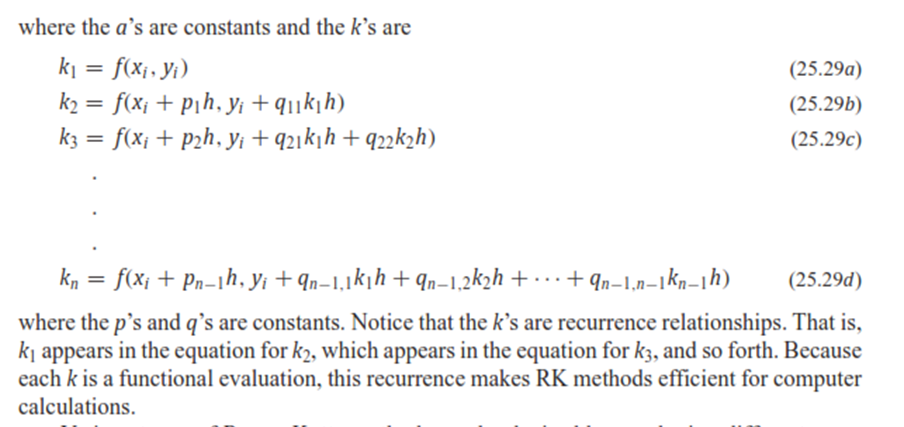 where the a's are constants and the k's are
k₁ = f(xᵢ, yᵢ) (25.29a)
k₂ = f(xᵢ + p₁h, yᵢ + q₁₁k₁h) (25.29b)
k₃ = f(xᵢ + p₂h, yᵢ + q₂₁k₁h + q₂₂k₂h) (25.29c)
.
.
.
kₙ = f(xᵢ + pₙ₋₁h, yᵢ + qₙ₋₁,₁k₁h + qₙ₋₁,₂k₂h + ··· + qₙ₋₁,ₙ₋₁kₙ₋₁h) (25.29d)
where the p's and q's are constants. Notice that the k's are recurrence relationships. That is,
k₁ appears in the equation for k₂, which appears in the equation for k₃, and so forth. Because
each k is a functional evaluation, this recurrence makes RK methods efficient for computer
calculations.